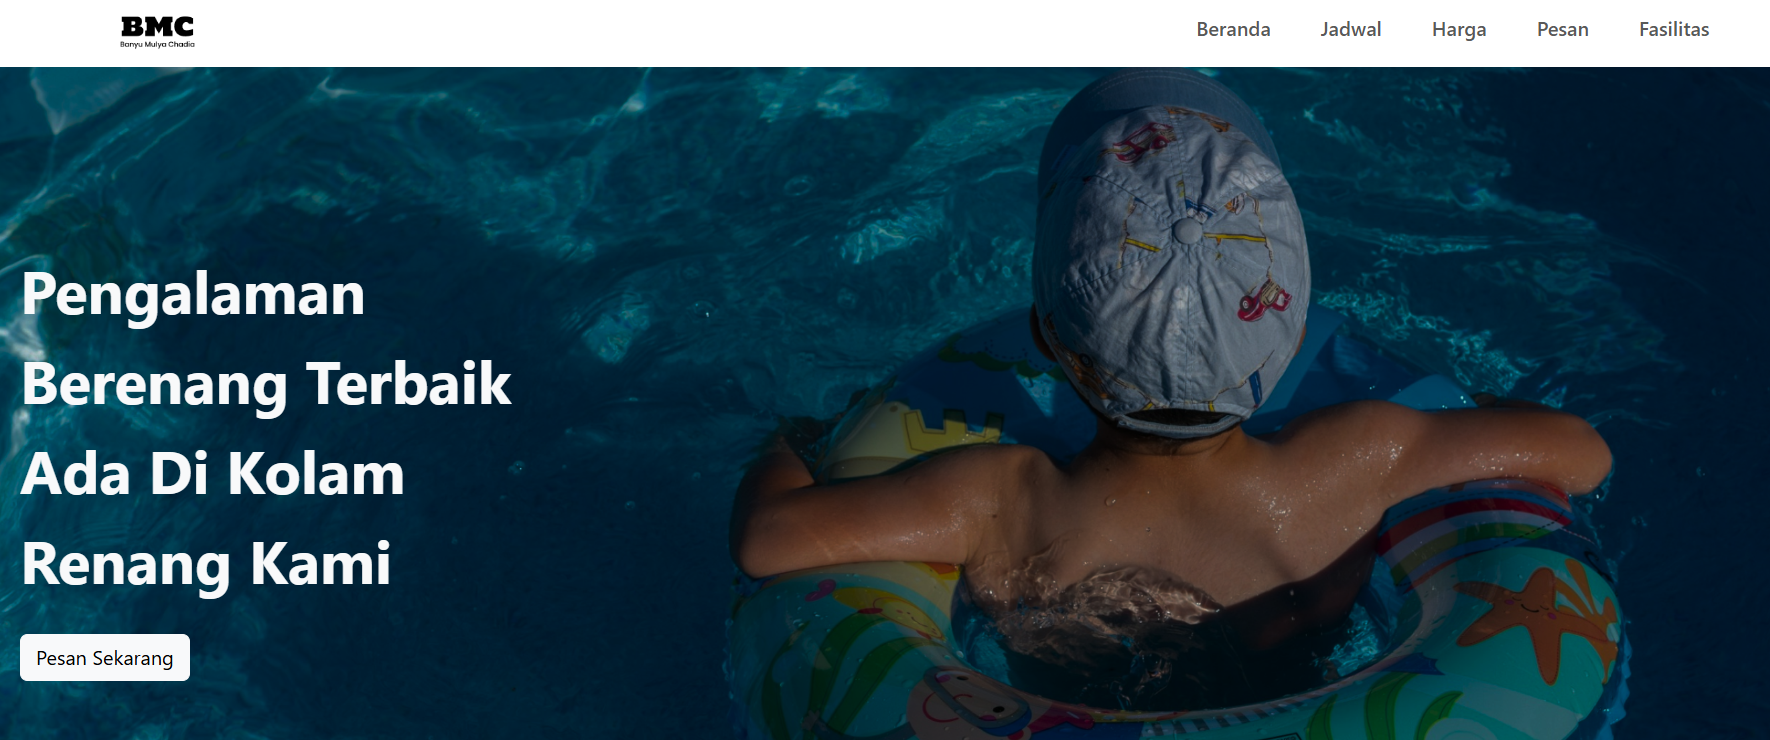 BMC
Banyu Mulya Chadia
Beranda
Jadwal
Harga
Pesan
Fasilitas
Pengalaman
Berenang Terbaik
Ada Di Kolam
Renang Kami
Pesan Sekarang